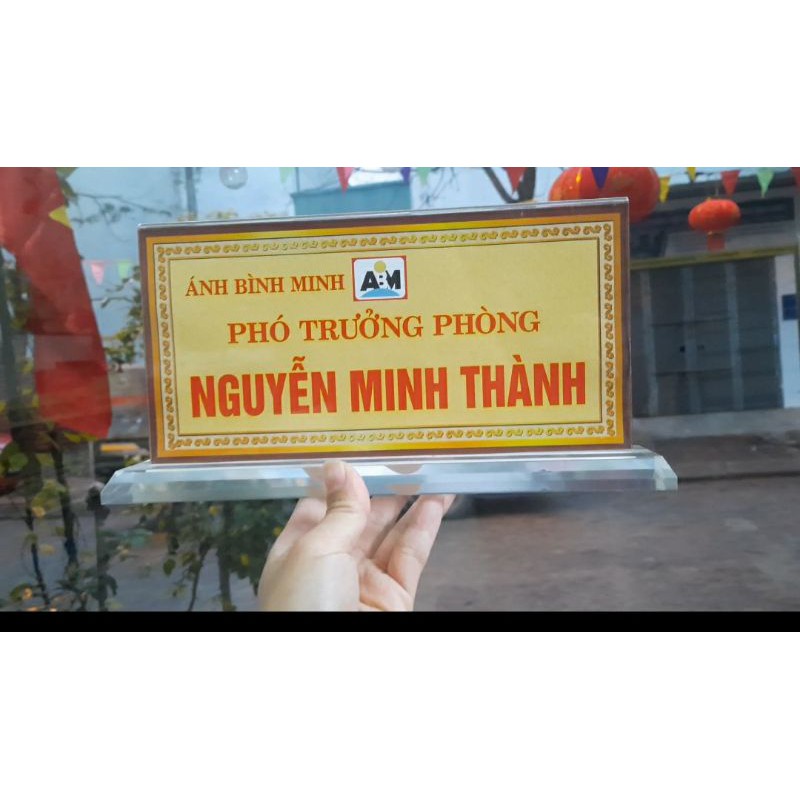 ÁNH BÌNH MINH ABM
PHÓ TRƯỞNG PHÒNG
NGUYỄN MINH THÀNH